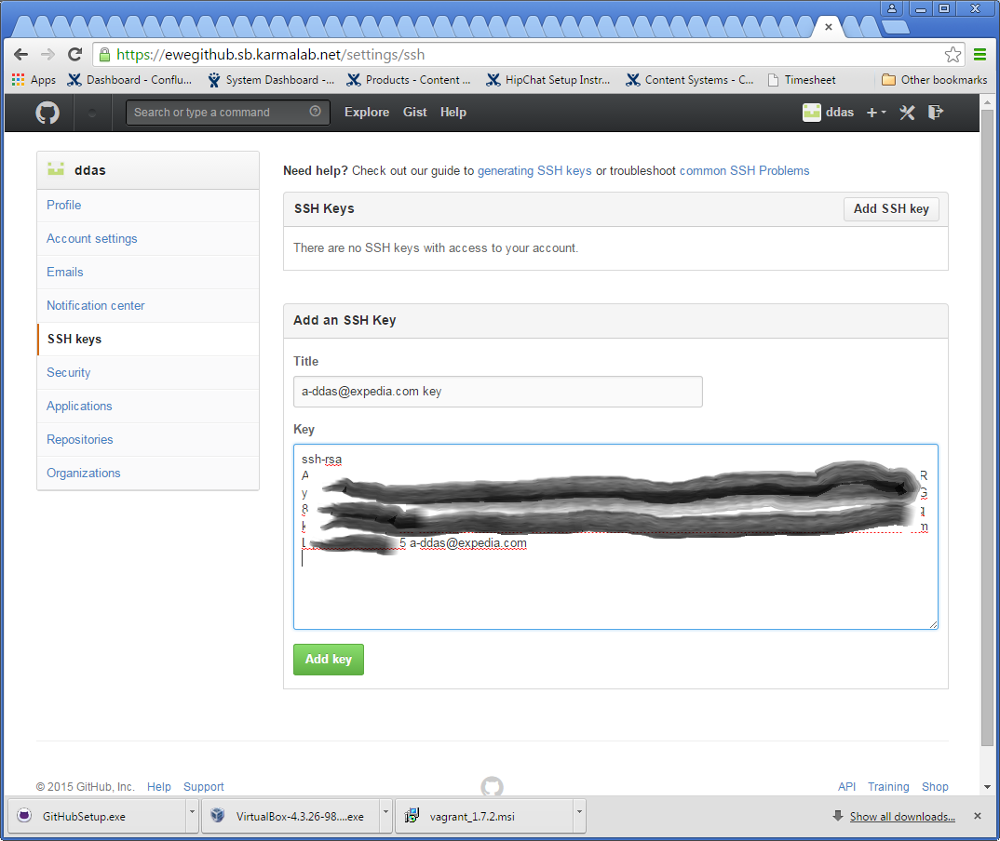 https://ewegithub.sb.karmalab.net/settings/ssh
Apps Dashboard - Conflu... System Dashboard -... Products - Content ... HipChat Setup Instr... Content Systems - C... Timesheet Other bookmarks
Search or type a command Explore Gist Help ddas
ddas
Profile
Account settings
Emails
Notification center
SSH keys
Security
Applications
Repositories
Organizations
Need help? Check out our guide to generating SSH keys or troubleshoot common SSH Problems
SSH Keys Add SSH key
There are no SSH keys with access to your account.
Add an SSH Key
Title
a-ddas@expedia.com key
Key
ssh-rsa
A R
y G
8 q
k m
L 5 a-ddas@expedia.com
Add key
© 2015 GitHub, Inc. Help Support API Training Shop
GitHubSetup.exe VirtualBox-4.3.26-98....exe vagrant_1.7.2.msi Show all downloads...